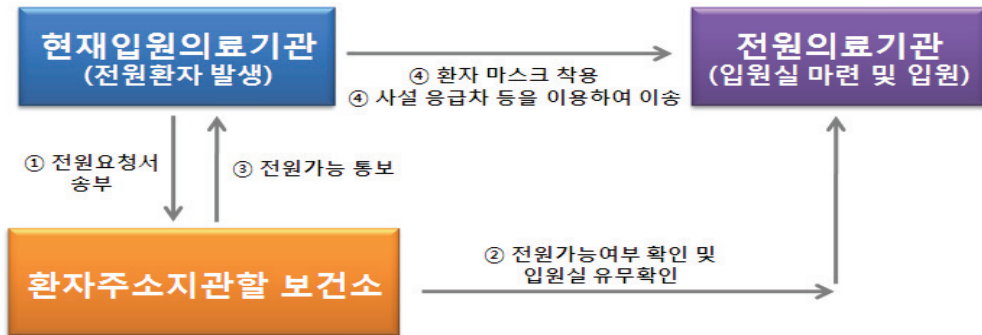 현재입원의료기관
(전원환자 발생)
④ 환자 마스크 착용
④ 사설 응급차 등을 이용하여 이송
전원의료기관
(입원실 마련 및 입원)
① 전원요청서
송부
③ 전원가능 통보
환자주소지관할 보건소
② 전원가능여부 확인 및
입원실 유무확인